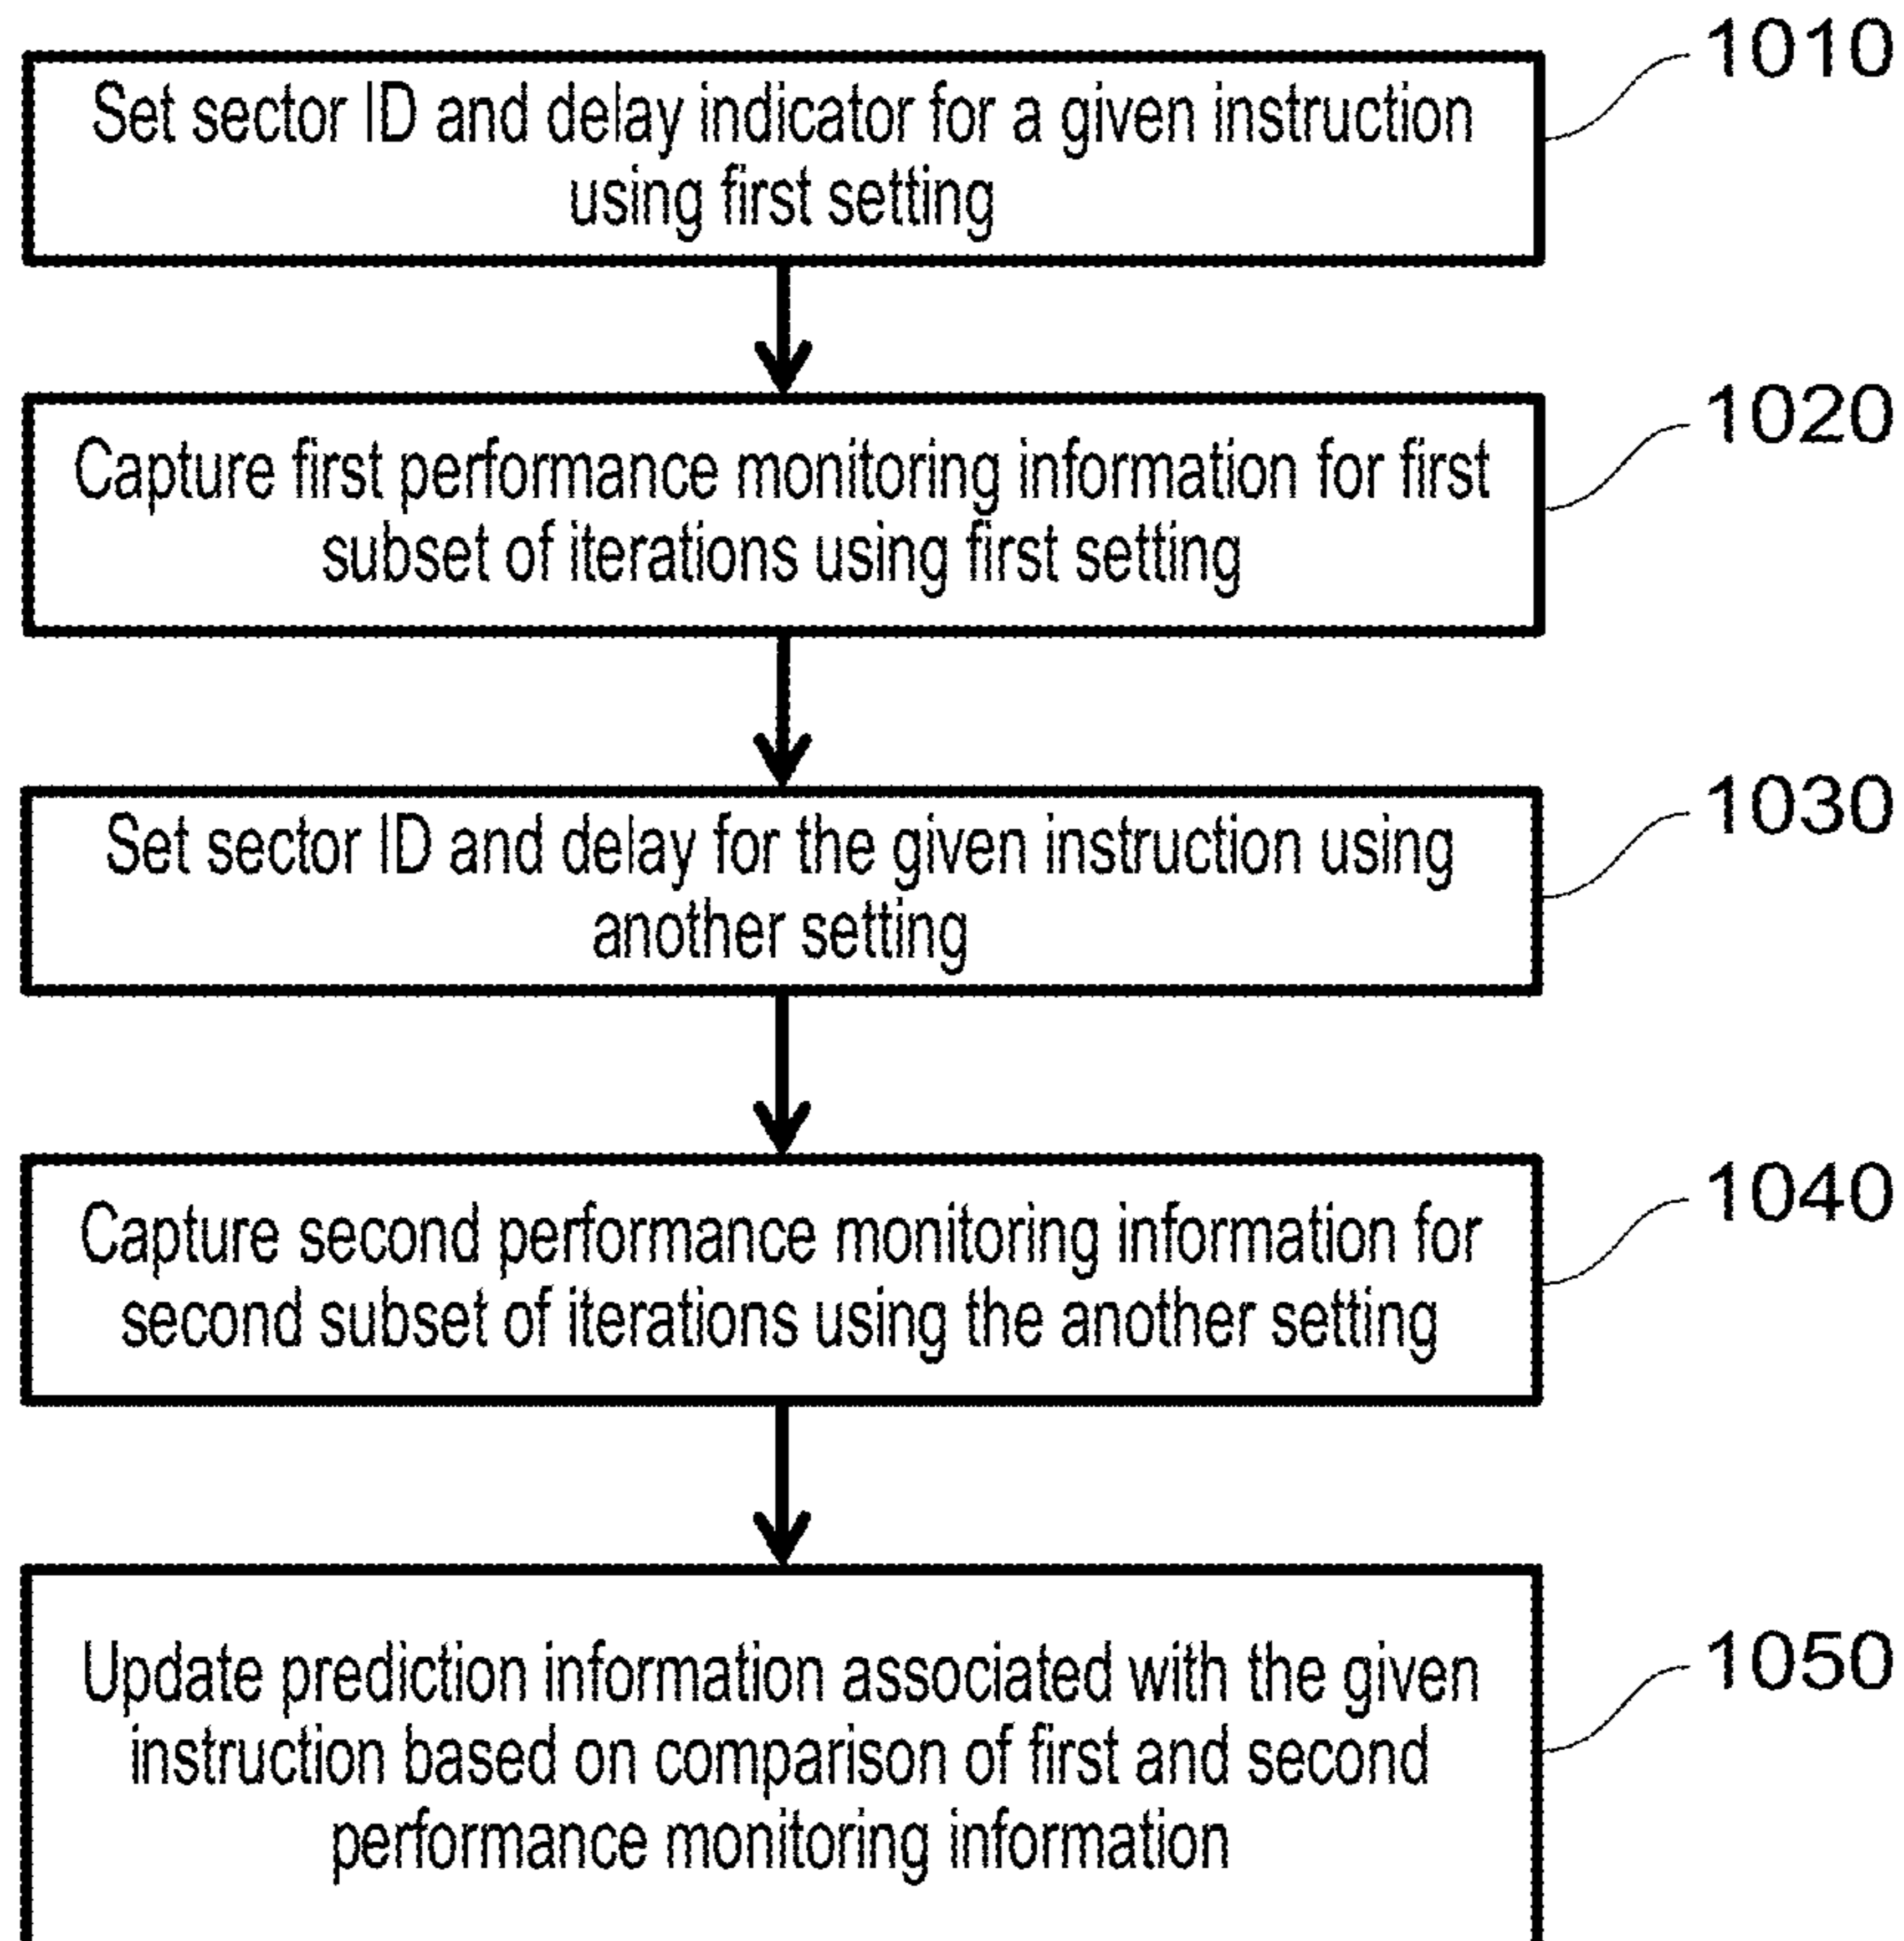 1010
Set sector ID and delay indicator for a given instruction
using first setting
1020
Capture first performance monitoring information for first
subset of iterations using first setting
1030
Set sector ID and delay for the given instruction using
another setting
1040
Capture second performance monitoring information for
second subset of iterations using the another setting
1050
Update prediction information associated with the given
instruction based on comparison of first and second
performance monitoring information